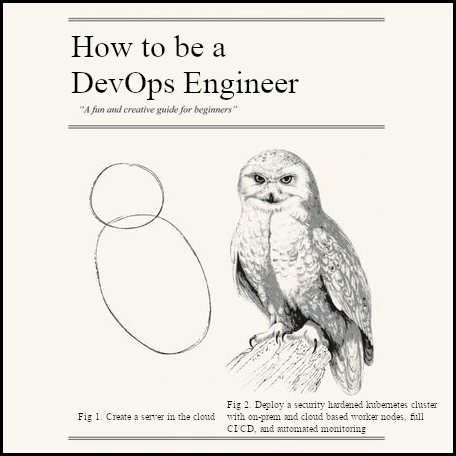 How to be a
DevOps Engineer
“A fun and creative guide for beginners”
Fig 1. Create a server in the cloud
Fig 2. Deploy a security hardened kubernetes cluster
with on-prem and cloud based worker nodes, full
CI/CD, and automated monitoring